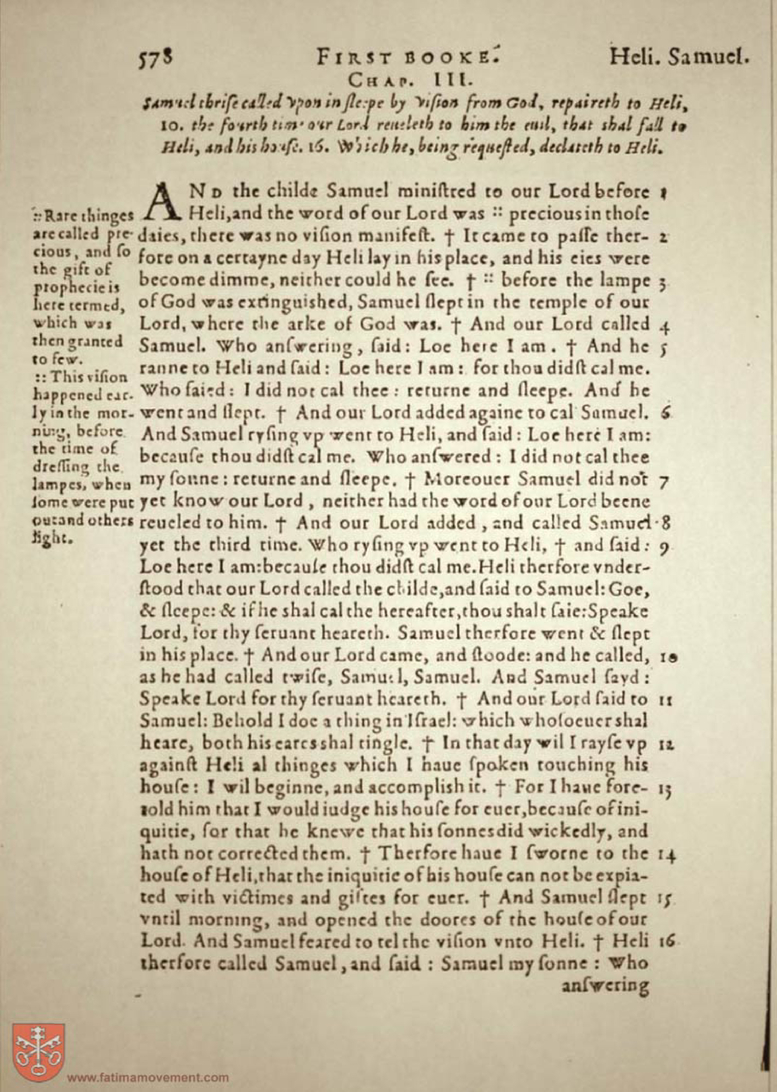 578 FIRST BOOKE. Heli. Samuel.
CHAP. III.
Samuel thriſe called vpon in ſleepe by viſion from God, repaireth to Heli,
10. the fourth time our Lord reueleth to him the euil, that shal fall to
Heli, and his houſe. 16. Which he, being requeſted, declareth to Heli.
AND the childe Samuel miniſtred to our Lord before 1
Heli, and the word of our Lord was :: precious in thoſe
daies, there was no viſion manifeſt. † It came to paſſe ther- 2
fore on a certayne day Heli lay in his place, and his eies were
become dimme, neither could he ſee. † :: before the lampe 3
of God was extinguished, Samuel ſlept in the temple of our
Lord, where the arke of God was. † And our Lord called 4
Samuel. Who anſwering, ſaid: Loe here I am. † And he 5
ranne to Heli and ſaid: Loe here I am: for thou didſt cal me.
Who ſaied: I did not cal thee: returne and ſleepe. And he
went and ſlept. † And our Lord added againe to cal Samuel. 6
And Samuel ryſing vp went to Heli, and ſaid: Loe here I am:
becauſe thou didſt cal me. Who anſwered: I did not cal thee
my ſonne: returne and ſleepe. † Moreouer Samuel did not 7
yet know our Lord, neither had the word of our Lord beene
reueled to him. † And our Lord added, and called Samuel 8
yet the third time. Who ryſing vp went to Heli, † and ſaid: 9
Loe here I am: becauſe thou didſt cal me. Heli therfore vnder-
ſtood that our Lord called the childe, and ſaid to Samuel: Goe,
& ſleepe: & if he shal cal the hereafter, thou shalt ſaie: Speake
Lord, for thy ſeruant heareth. Samuel therfore went & ſlept
in his place. † And our Lord came, and ſtoode: and he called, 10
as he had called twiſe, Samuel, Samuel. And Samuel ſayd:
Speake Lord for thy ſeruant heareth. † And our Lord ſaid to 11
Samuel: Behold I doe a thing in Iſrael: which whoſoeuer shal
heare, both his eares shal tingle. † In that day wil I rayſe vp 12
againſt Heli al thinges which I haue ſpoken touching his
houſe: I wil beginne, and accomplish it. † For I haue fore- 13
told him that I would iudge his houſe for euer, becauſe of ini-
quitie, for that he knewe that his ſonnes did wickedly, and
hath not corrected them. † Therfore haue I ſworne to the 14
houſe of Heli, that the iniquitie of his houſe can not be expia-
ted with victimes and giftes for euer. † And Samuel ſlept 15
vntil morning, and opened the doores of the houſe of our
Lord. And Samuel feared to tel the viſion vnto Heli. † Heli 16
therfore called Samuel, and ſaid: Samuel my ſonne: Who
anſwering
:: Rare thinges
are called pre-
cious, and ſo
the gift of
prophecie is
here termed,
which was
then granted
to few.
:: This viſion
happened ear-
ly in the mor-
ning, before
the time of
dreſſing the
lampes, when
ſome were put
out and others
light.
www.fatimamovement.com